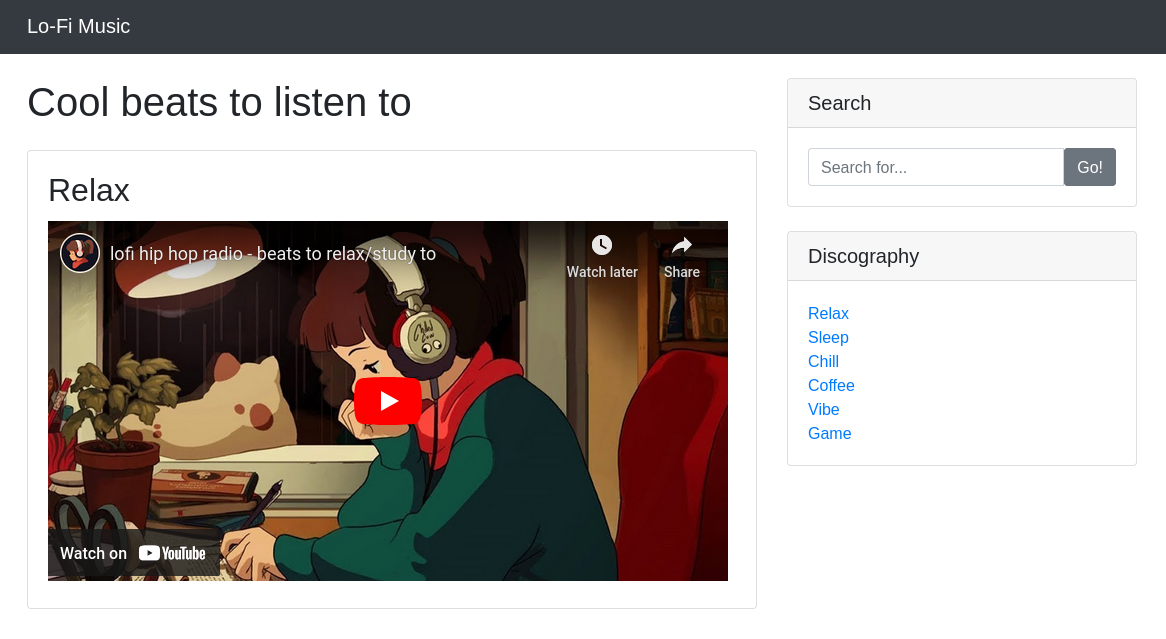 Lo-Fi Music
Cool beats to listen to
Relax
lofi hip hop radio - beats to relax/study to
Watch later
Share
Watch on YouTube
Search
Search for...
Go!
Discography
Relax
Sleep
Chill
Coffee
Vibe
Game